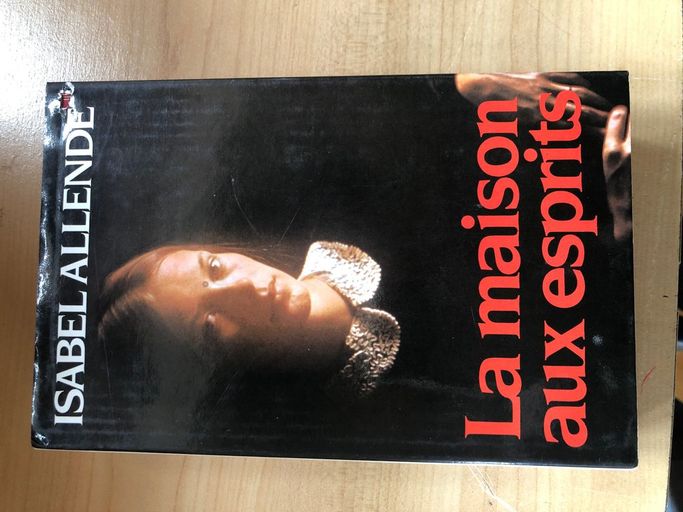 ISABEL ALLENDE
La maison
aux esprits